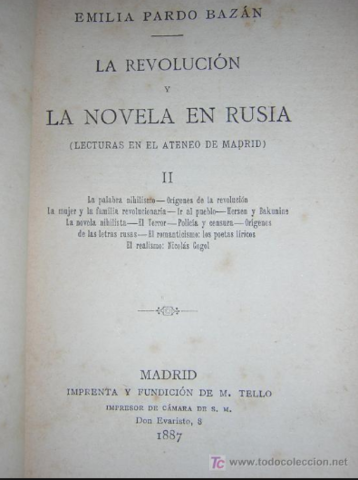 EMILIA PARDO BAZÁN
LA REVOLUCIÓN
Y
LA NOVELA EN RUSIA
(LECTURAS EN EL ATENEO DE MADRID)
II
La palabra nihilismo—Orígenes de la revolución
La mujer y la familia revolucionaria—Ir al pueblo—Herzen y Bakunine
La novela nihilista—El Terror—Policía y censura—Orígenes
de las letras rusas—El romanticismo: los poetas líricos
El realismo: Nicolás Gogol
MADRID
IMPRENTA Y FUNDICIÓN DE M. TELLO
IMPRESOR DE CÁMARA DE S. M.
Don Evaristo, 8
1887
TC todocoleccion
www.todocoleccion.net